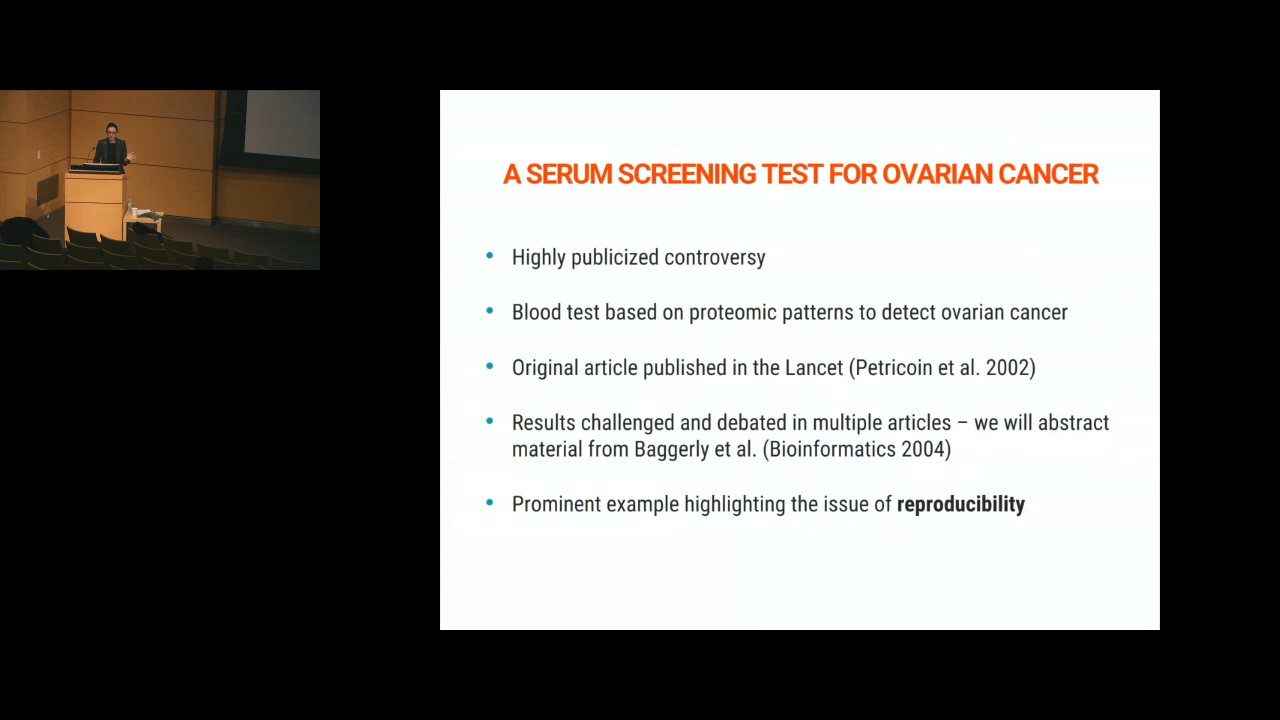 A SERUM SCREENING TEST FOR OVARIAN CANCER
• Highly publicized controversy
• Blood test based on proteomic patterns to detect ovarian cancer
• Original article published in the Lancet (Petricoin et al. 2002)
• Results challenged and debated in multiple articles – we will abstract
material from Baggerly et al. (Bioinformatics 2004)
• Prominent example highlighting the issue of reproducibility